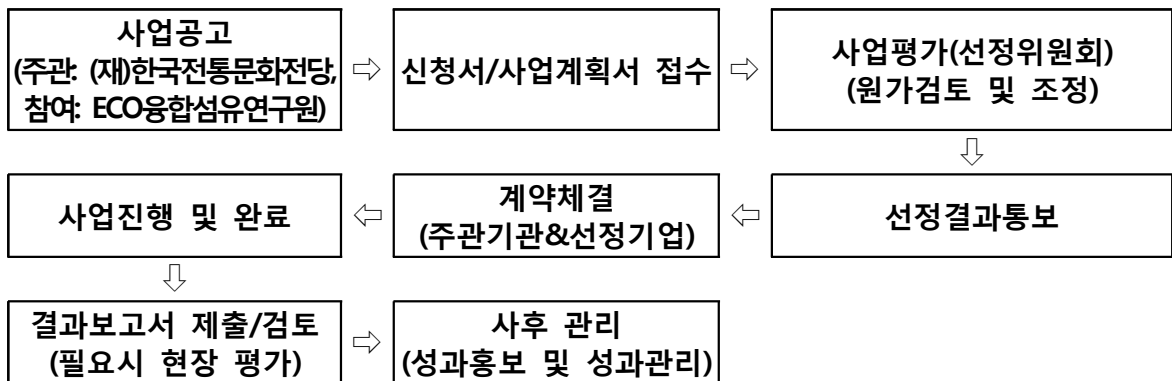 사업공고
(주관: (재)한국전통문화전당,
참여: ECO융합섬유연구원)
⇨
신청서/사업계획서 접수
⇨
사업평가(선정위원회)
(원가검토 및 조정)
⇩
선정결과통보
⇦
계약체결
(주관기관&선정기업)
⇦
사업진행 및 완료
⇩
결과보고서 제출/검토
(필요시 현장 평가)
⇨
사후 관리
(성과홍보 및 성과관리)